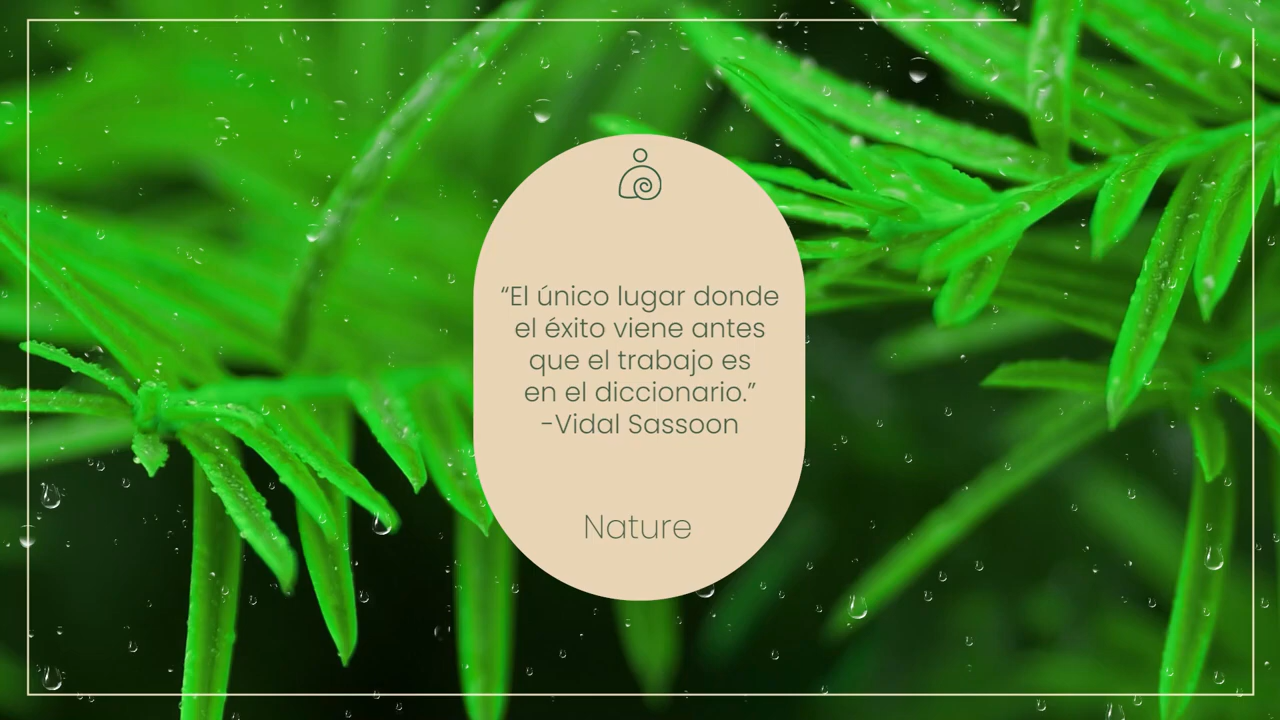 “El único lugar donde
el éxito viene antes
que el trabajo es
en el diccionario.”
-Vidal Sassoon
Nature